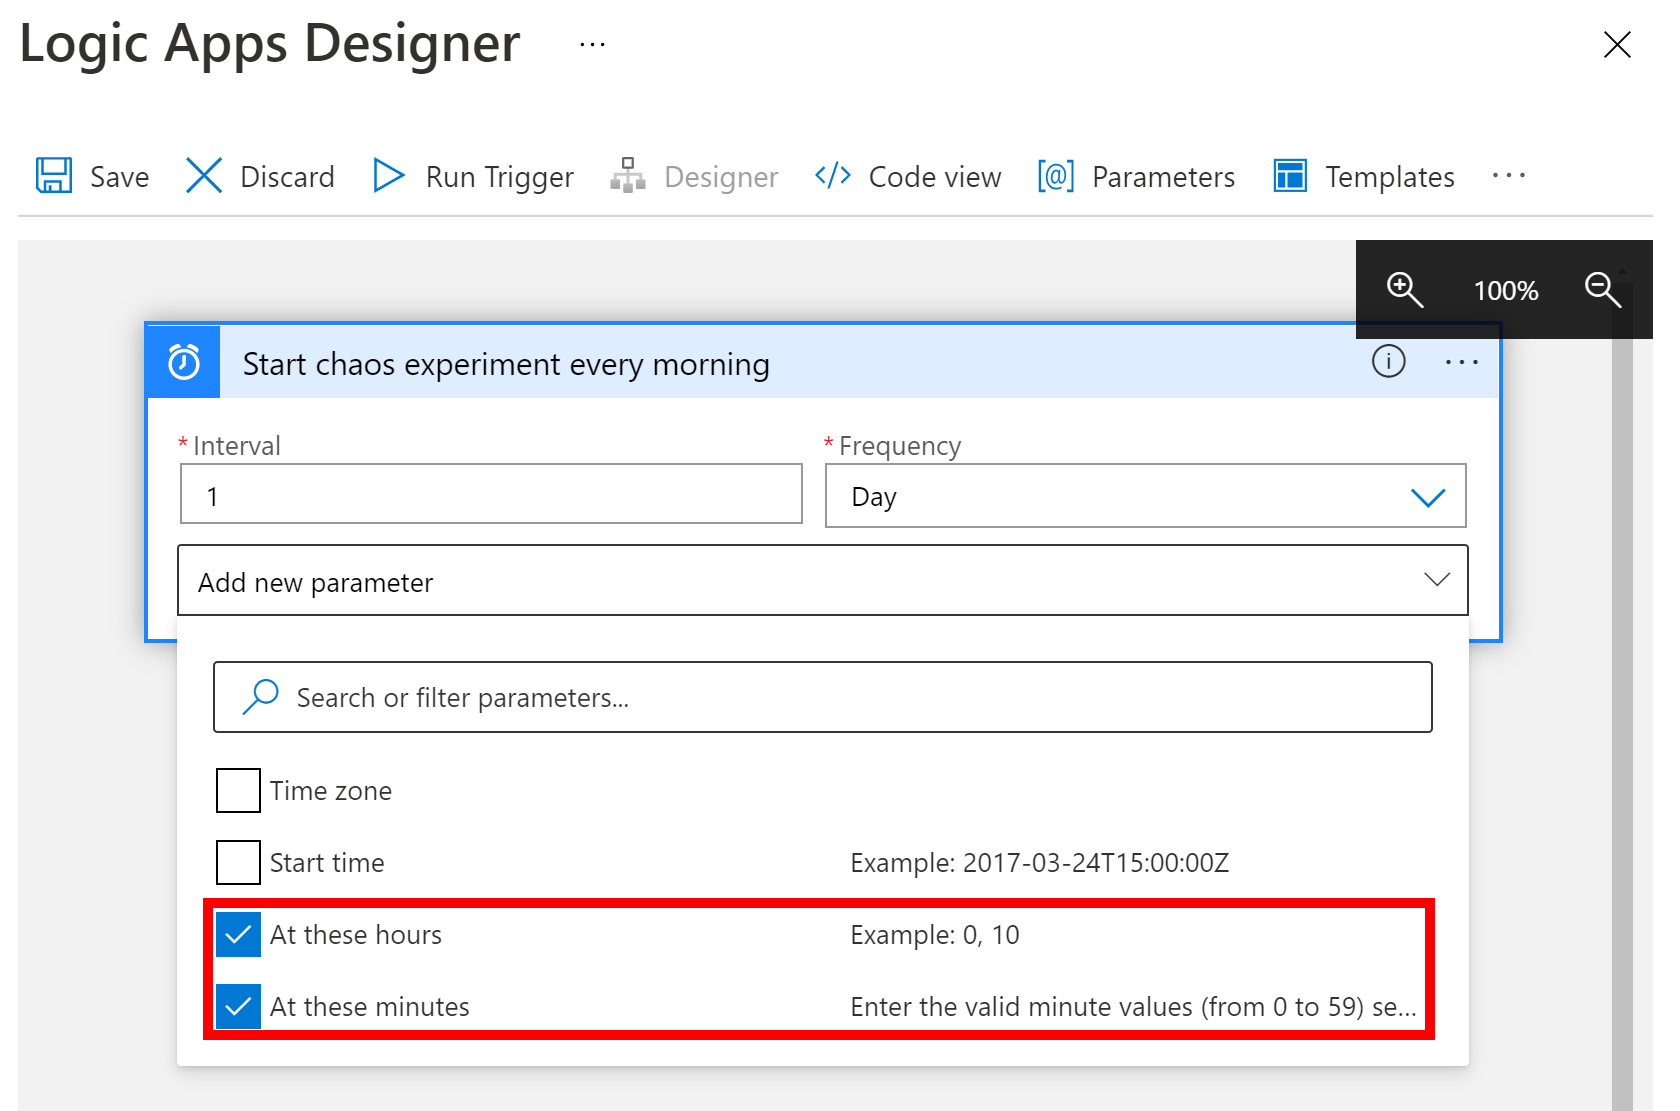 Logic Apps Designer ...
Save Discard Run Trigger Designer </> Code view [@] Parameters Templates ...
100%
Start chaos experiment every morning ...
* Interval * Frequency
1 Day
Add new parameter
Search or filter parameters...
Time zone
Start time Example: 2017-03-24T15:00:00Z
At these hours Example: 0, 10
At these minutes Enter the valid minute values (from 0 to 59) se...